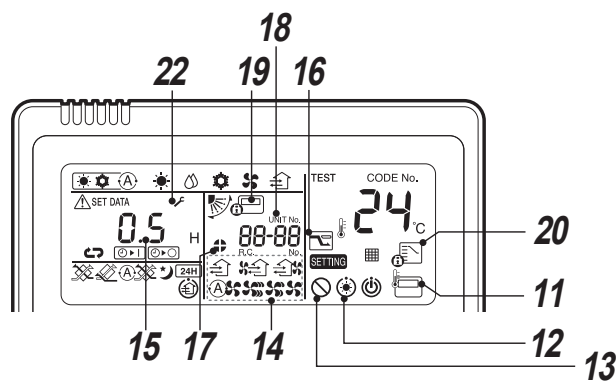 18
22 19 16
TEST CODE No.
A
SET DATA
UNIT No.
0.5 H 88-88 24 °C
R.C. No.
20
SETTING
A 24H
A
11
15 17 14 12
13